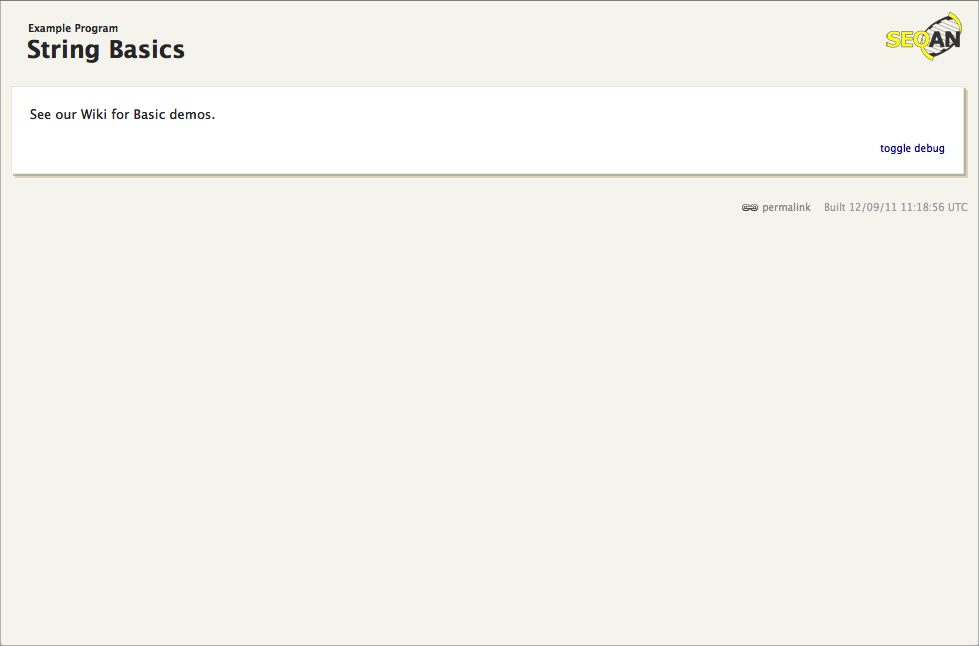 Example Program
String Basics
SEQAN
See our Wiki for Basic demos.
toggle debug
permalink Built 12/09/11 11:18:56 UTC